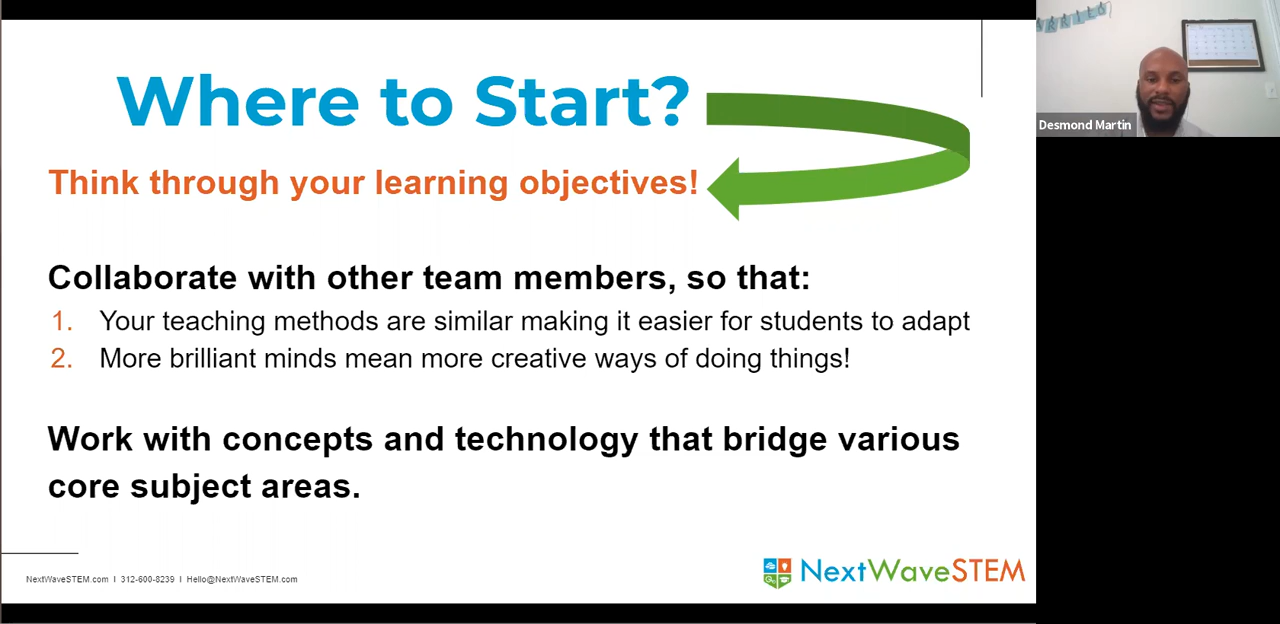 Where to Start?
Think through your learning objectives!
Collaborate with other team members, so that:
1. Your teaching methods are similar making it easier for students to adapt
2. More brilliant minds mean more creative ways of doing things!
Work with concepts and technology that bridge various
core subject areas.
NextWaveSTEM.com I 312-600-8239 I Hello@NextWaveSTEM.com
NextWaveSTEM
Desmond Martin